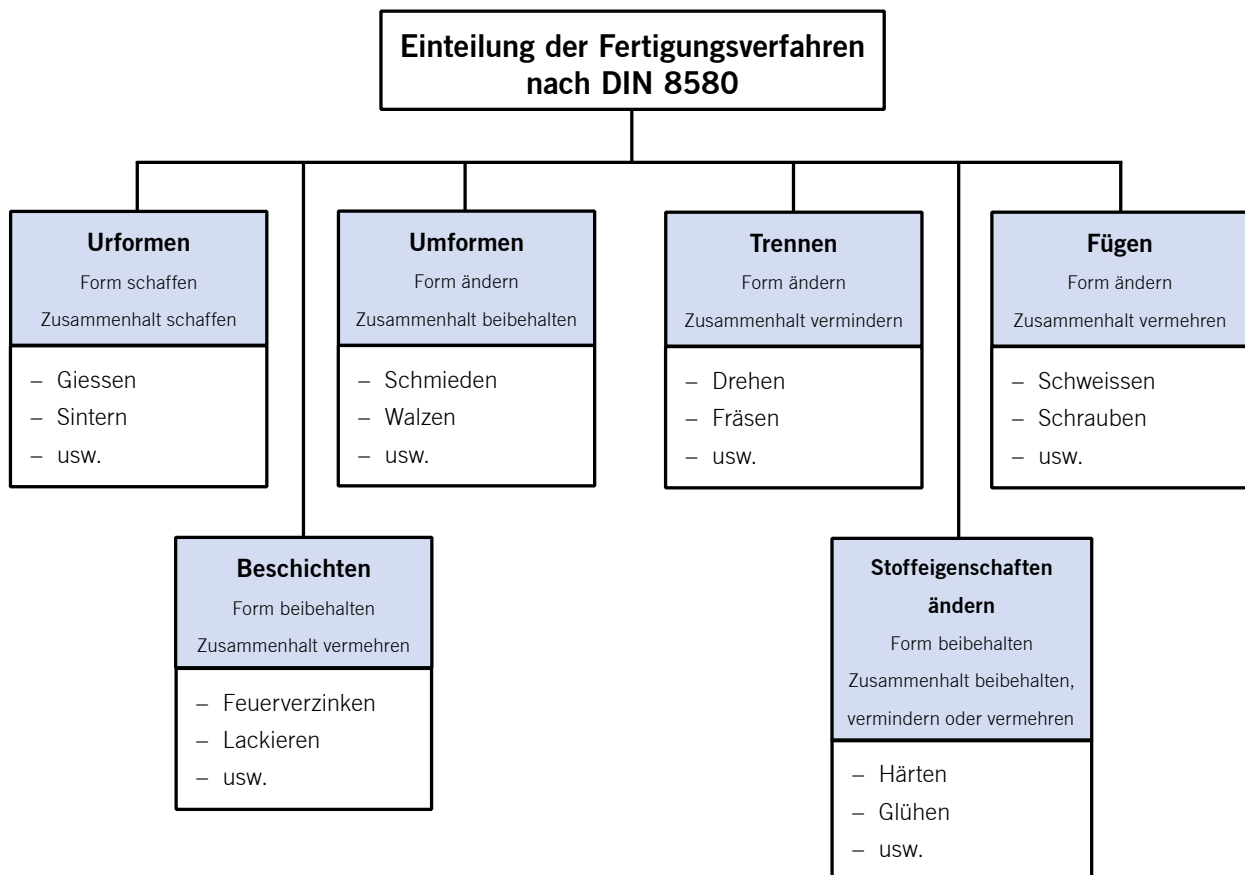 Einteilung der Fertigungsverfahren
nach DIN 8580
Urformen
Form schaffen
Zusammenhalt schaffen
– Giessen
– Sintern
– usw.
Umformen
Form ändern
Zusammenhalt beibehalten
– Schmieden
– Walzen
– usw.
Trennen
Form ändern
Zusammenhalt vermindern
– Drehen
– Fräsen
– usw.
Fügen
Form ändern
Zusammenhalt vermehren
– Schweissen
– Schrauben
– usw.
Beschichten
Form beibehalten
Zusammenhalt vermehren
– Feuerverzinken
– Lackieren
– usw.
Stoffeigenschaften
ändern
Form beibehalten
Zusammenhalt beibehalten,
vermindern oder vermehren
– Härten
– Glühen
– usw.